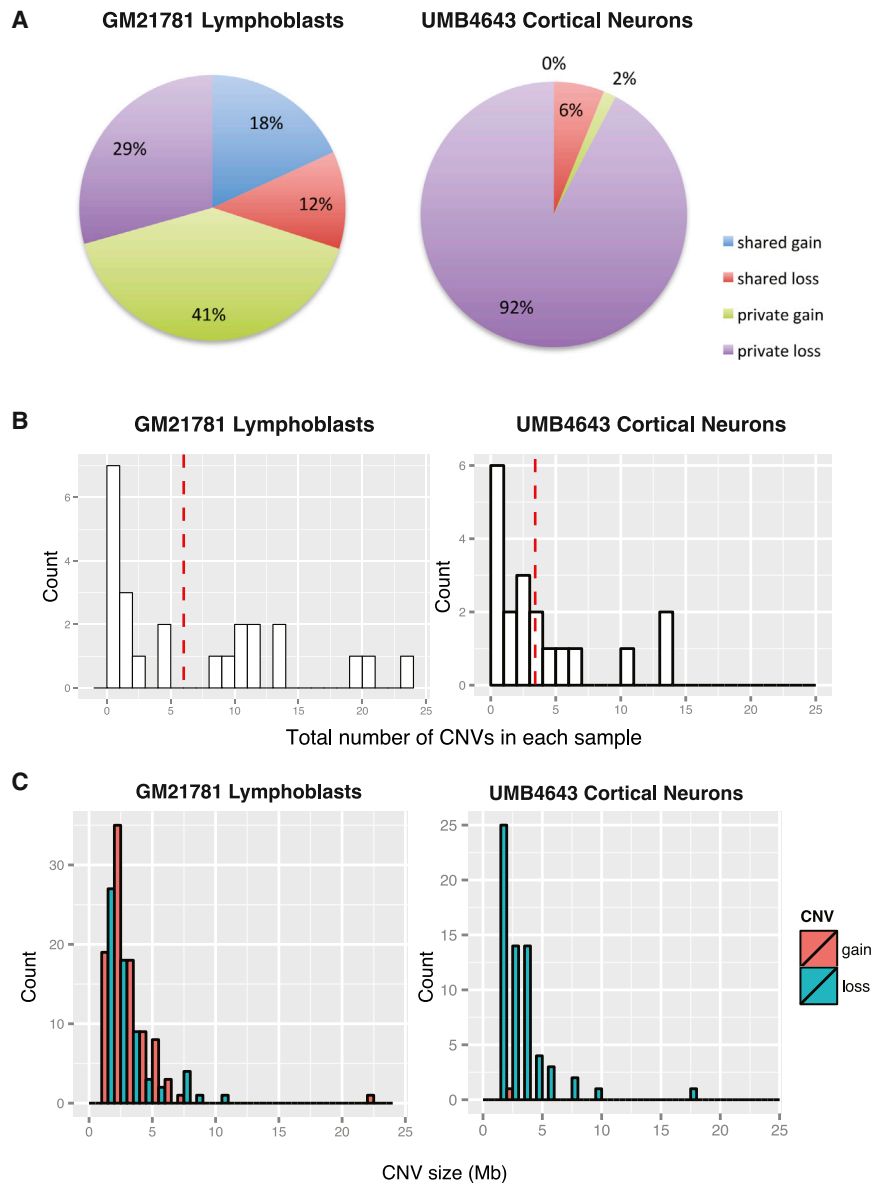 A
GM21781 Lymphoblasts
UMB4643 Cortical Neurons
18%
12%
41%
29%
0%
2%
6%
92%
shared gain
shared loss
private gain
private loss
B
GM21781 Lymphoblasts
UMB4643 Cortical Neurons
Count
6
4
2
0
0 5 10 15 20 25
Count
6
4
2
0
0 5 10 15 20 25
Total number of CNVs in each sample
C
GM21781 Lymphoblasts
UMB4643 Cortical Neurons
Count
30
20
10
0
0 5 10 15 20 25
Count
25
20
15
10
5
0
0 5 10 15 20 25
CNV
gain
loss
CNV size (Mb)